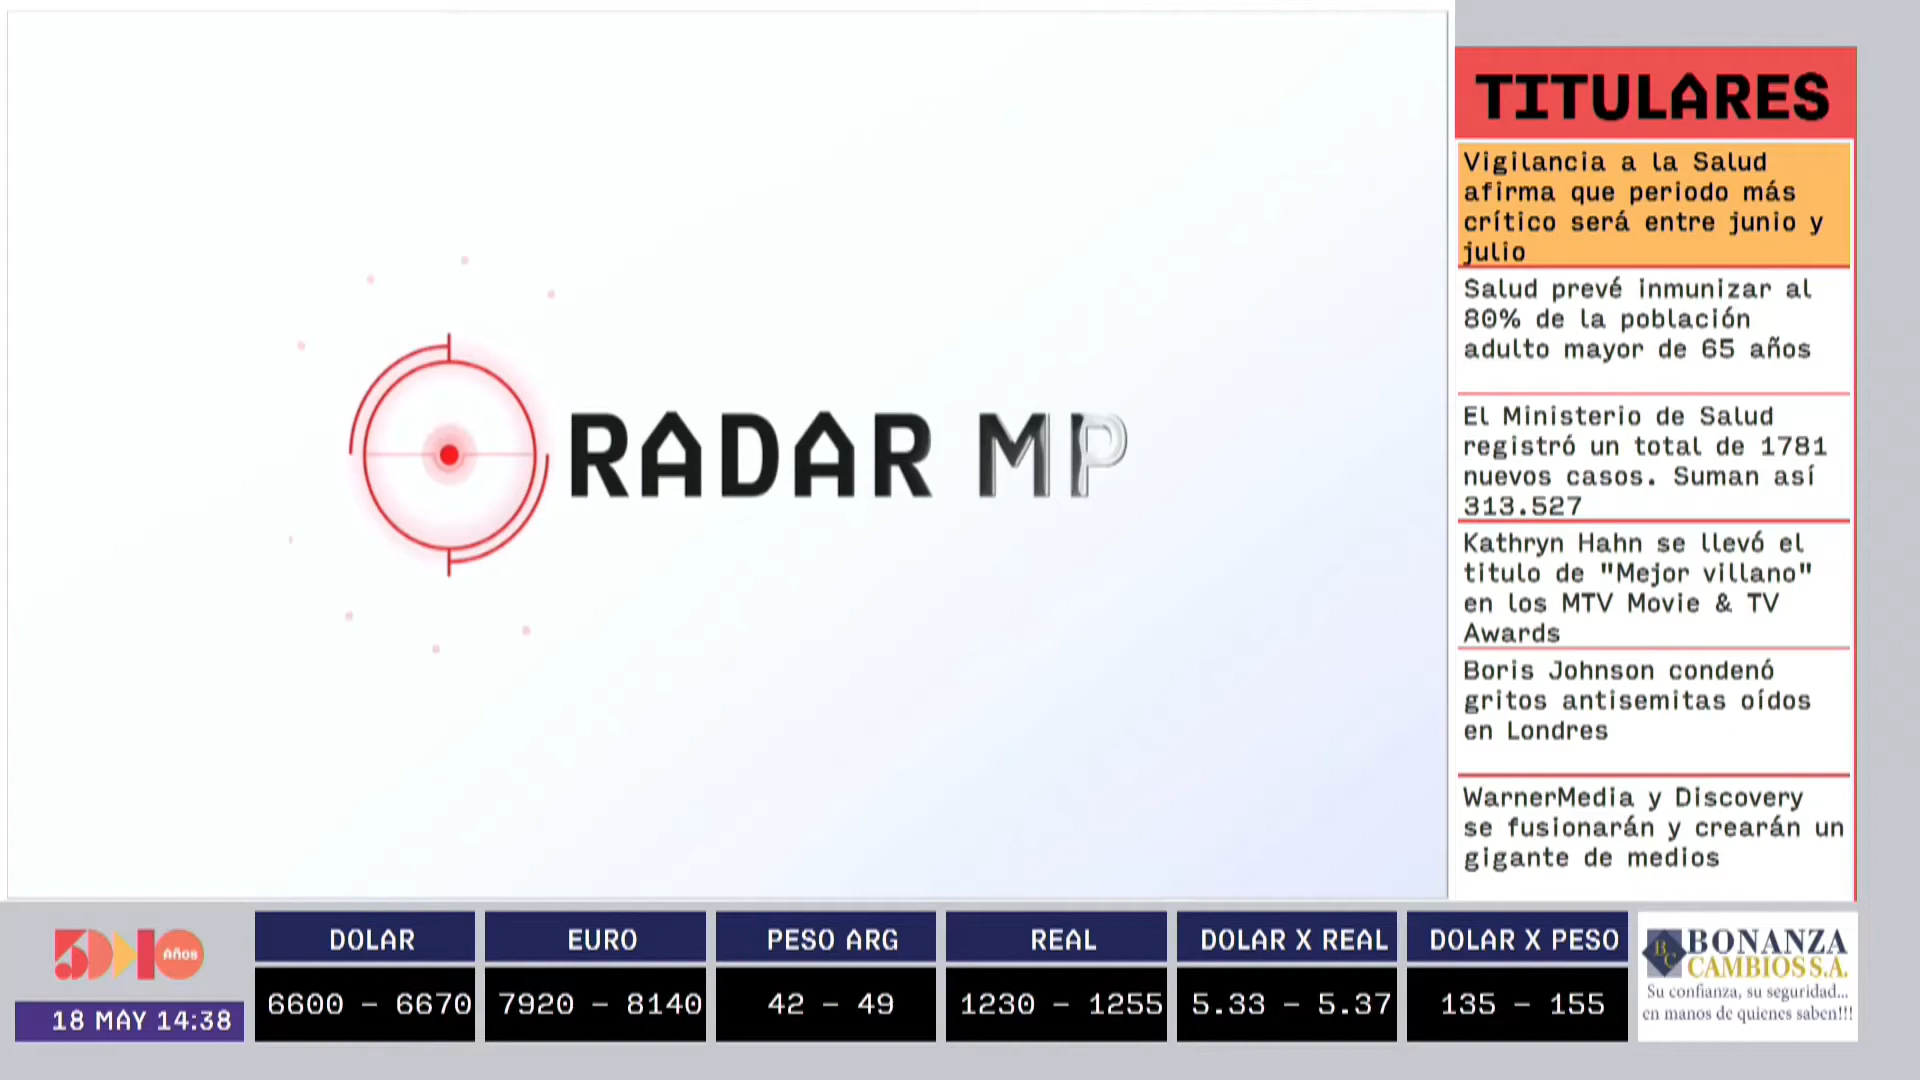 RADAR MP
TITULARES
Vigilancia a la Salud
afirma que periodo más
crítico será entre junio y
julio
Salud prevé inmunizar al
80% de la población
adulto mayor de 65 años
El Ministerio de Salud
registró un total de 1781
nuevos casos. Suman así
313.527
Kathryn Hahn se llevó el
titulo de "Mejor villano"
en los MTV Movie & TV
Awards
Boris Johnson condenó
gritos antisemitas oídos
en Londres
WarnerMedia y Discovery
se fusionarán y crearán un
gigante de medios
Años
18 MAY 14:38
DOLAR
6600 - 6670
EURO
7920 - 8140
PESO ARG
42 - 49
REAL
1230 - 1255
DOLAR X REAL
5.33 - 5.37
DOLAR X PESO
135 - 155
BC
BONANZA
CAMBIOS S.A.
Su confianza, su seguridad...
en manos de quienes saben!!!